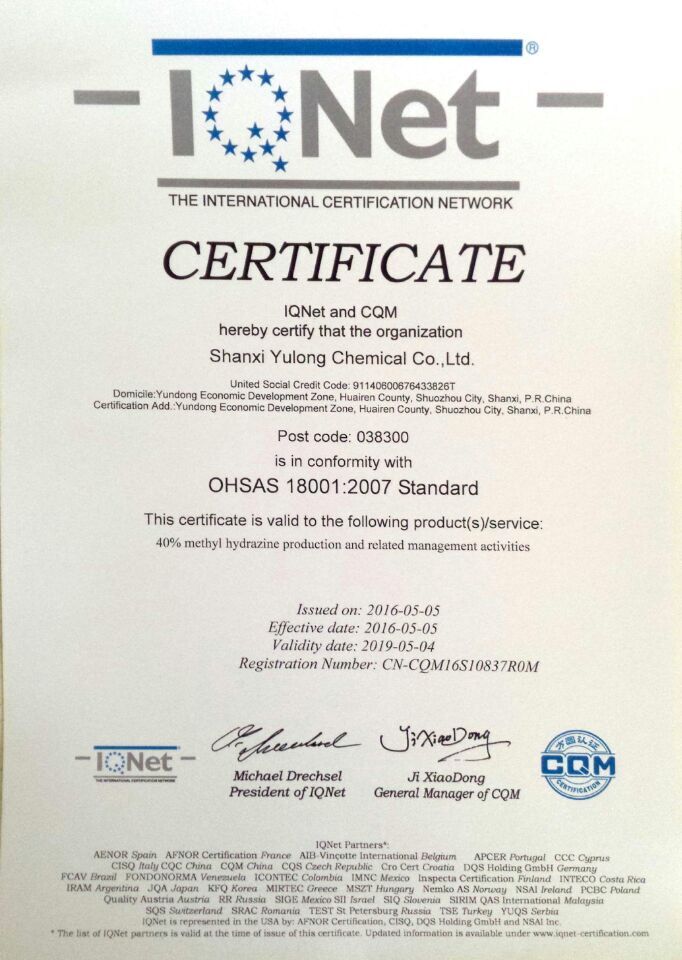 IQNet ®
THE INTERNATIONAL CERTIFICATION NETWORK
CERTIFICATE
IQNet and CQM
hereby certify that the organization
Shanxi Yulong Chemical Co.,Ltd.
United Social Credit Code: 91140600676433826T
Domicile:Yundong Economic Development Zone, Huairen County, Shuozhou City, Shanxi, P.R.China
Certification Add.:Yundong Economic Development Zone, Huairen County, Shuozhou City, Shanxi, P.R.China
Post code: 038300
is in conformity with
OHSAS 18001:2007 Standard
This certificate is valid to the following product(s)/service:
40% methyl hydrazine production and related management activities
Issued on: 2016-05-05
Effective date: 2016-05-05
Validity date: 2019-05-04
Registration Number: CN-CQM16S10837R0M
Ji XiaoDong
IQNet
THE INTERNATIONAL CERTIFICATION NETWORK
Michael Drechsel
President of IQNet
Ji XiaoDong
General Manager of CQM
方圆认证
CQM
CERTIFICATION
IQNet Partners*:
AENOR Spain AFNOR Certification France AIB-Vinçotte International Belgium APCER Portugal CCC Cyprus
CISQ Italy CQC China CQM China CQS Czech Republic Cro Cert Croatia DQS Holding GmbH Germany
FCAV Brazil FONDONORMA Venezuela ICONTEC Colombia IMNC Mexico Inspecta Certification Finland INTECO Costa Rica
IRAM Argentina JQA Japan KFQ Korea MIRTEC Greece MSZT Hungary Nemko AS Norway NSAI Ireland PCBC Poland
Quality Austria Austria RR Russia SIGE Mexico SII Israel SIQ Slovenia SIRIM QAS International Malaysia
SQS Switzerland SRAC Romania TEST St Petersburg Russia TSE Turkey YUQS Serbia
IQNet is represented in the USA by: AFNOR Certification, CISQ, DQS Holding GmbH and NSAI Inc.
* The list of IQNet partners is valid at the time of issue of this certificate. Updated information is available under www.iqnet-certification.com